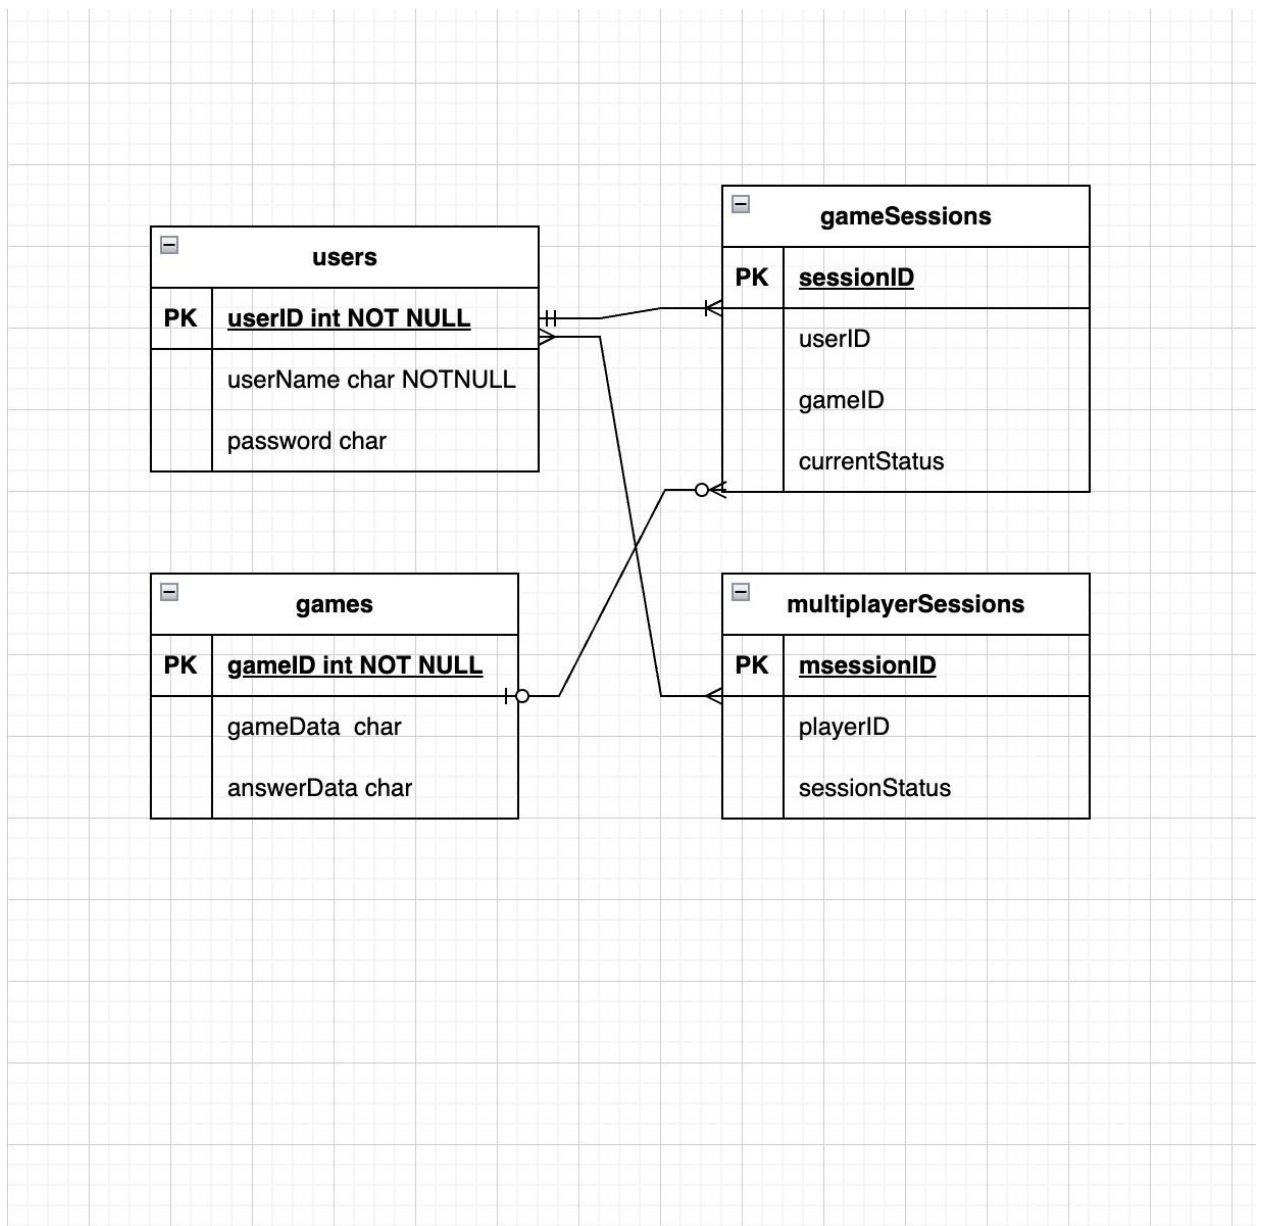 users
PK userID int NOT NULL
userName char NOTNULL
password char
gameSessions
PK sessionID
userID
gameID
currentStatus
games
PK gameID int NOT NULL
gameData  char
answerData char
multiplayerSessions
PK msessionID
playerID
sessionStatus